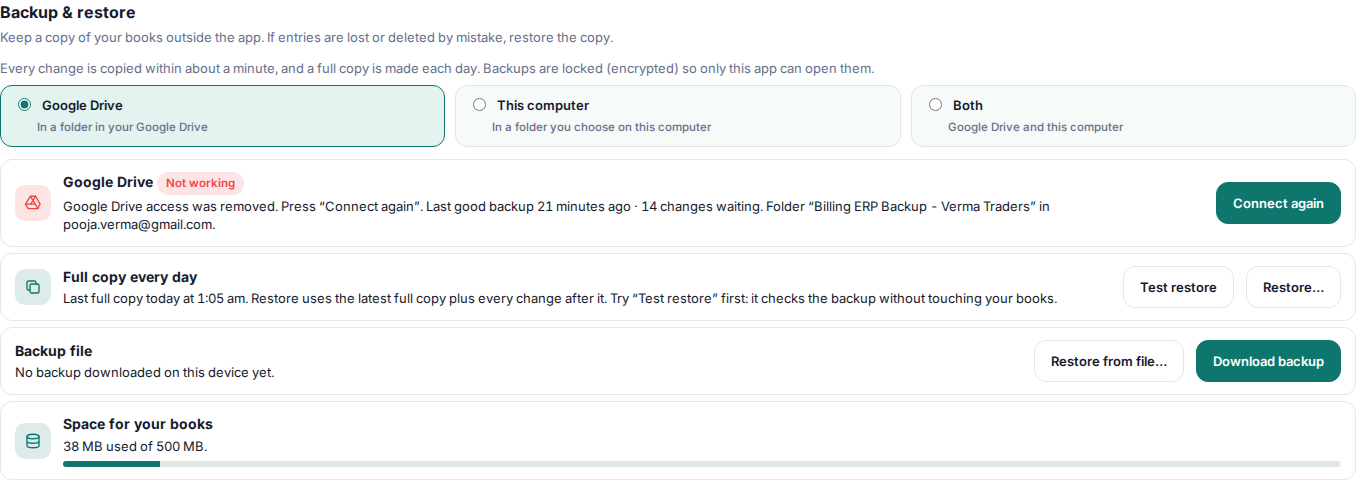 Backup & restore
Keep a copy of your books outside the app. If entries are lost or deleted by mistake, restore the copy.
Every change is copied within about a minute, and a full copy is made each day. Backups are locked (encrypted) so only this app can open them.
Google Drive
In a folder in your Google Drive
This computer
In a folder you choose on this computer
Both
Google Drive and this computer
Google Drive Not working
Google Drive access was removed. Press “Connect again”. Last good backup 21 minutes ago · 14 changes waiting. Folder “Billing ERP Backup - Verma Traders” in
pooja.verma@gmail.com.
Connect again
Full copy every day
Last full copy today at 1:05 am. Restore uses the latest full copy plus every change after it. Try “Test restore” first: it checks the backup without touching your books.
Test restore
Restore...
Backup file
No backup downloaded on this device yet.
Restore from file...
Download backup
Space for your books
38 MB used of 500 MB.